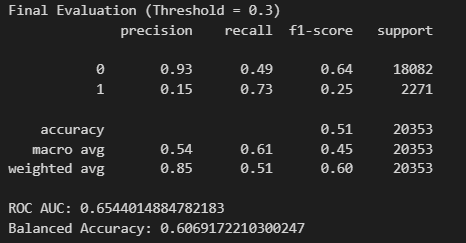 Final Evaluation (Threshold = 0.3)
precision recall f1-score support
0 0.93 0.49 0.64 18082
1 0.15 0.73 0.25 2271
accuracy 0.51 20353
macro avg 0.54 0.61 0.45 20353
weighted avg 0.85 0.51 0.60 20353
ROC AUC: 0.6544014884782183
Balanced Accuracy: 0.6069172210300247